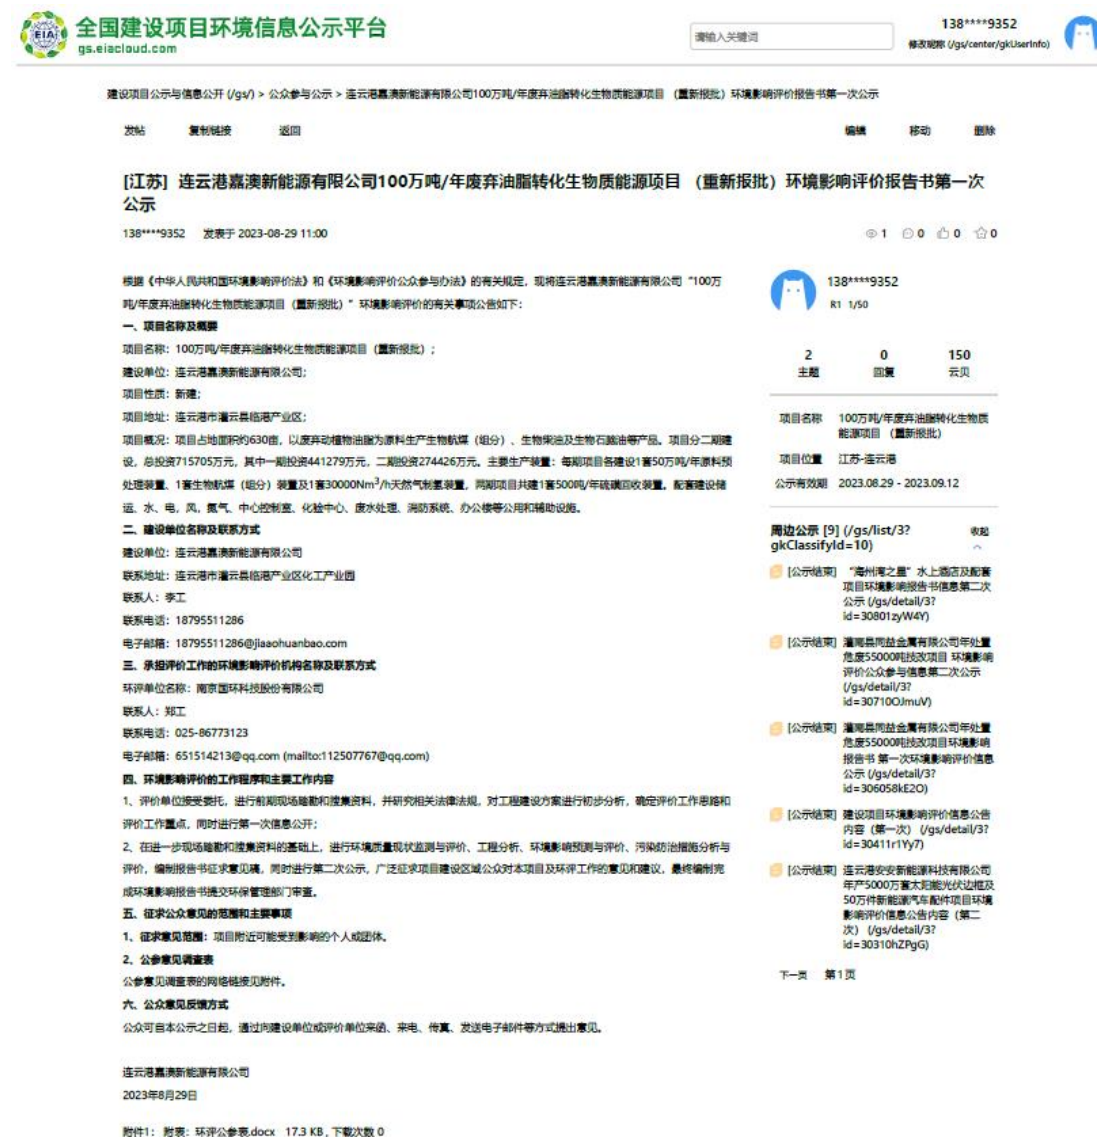 EIA
全国建设项目环境信息公示平台
gs.eiacloud.com
请输入关键词
138****9352
修改昵称 (/gs/center/gkUserInfo)
建设项目公示与信息公开 (/gs/) > 公众参与公示 > 连云港嘉澳新能源有限公司100万吨/年废弃油脂转化生物质能源项目 (重新报批) 环境影响评价报告书第一次公示
发帖 复制链接 返回 编辑 移动 删除
[江苏] 连云港嘉澳新能源有限公司100万吨/年废弃油脂转化生物质能源项目 (重新报批) 环境影响评价报告书第一次
公示
138****9352 发表于 2023-08-29 11:00
1 0 0 0
根据《中华人民共和国环境影响评价法》和《环境影响评价公众参与办法》的有关规定，现将连云港嘉澳新能源有限公司“100万
吨/年废弃油脂转化生物质能源项目（重新报批）”环境影响评价的有关事项公告如下：
一、项目名称及概要
项目名称：100万吨/年废弃油脂转化生物质能源项目（重新报批）；
建设单位：连云港嘉澳新能源有限公司；
项目性质：新建；
项目地址：连云港市灌云县临港产业区；
项目概况：项目占地面积约630亩，以废弃动植物油脂为原料生产生物航煤（组分）、生物柴油及生物石脑油等产品。项目分二期建
设，总投资715705万元，其中一期投资441279万元，二期投资274426万元。主要生产装置：每期项目各建设1套50万吨/年原料预
处理装置、1套生物航煤（组分）装置及1套30000Nm³/h天然气制氢装置，两期项目共建1套500吨/年硫磺回收装置。配套建设储
运、水、电、风、氮气、中心控制室、化验中心、废水处理、消防系统、办公楼等公用和辅助设施。
二、建设单位名称及联系方式
建设单位：连云港嘉澳新能源有限公司
联系地址：连云港市灌云县临港产业区化工产业园
联系人：李工
联系电话：18795511286
电子邮箱：18795511286@jiaaohuanbao.com
三、承担评价工作的环境影响评价机构名称及联系方式
环评单位名称：南京国环科技股份有限公司
联系人：郑工
联系电话：025-86773123
电子邮箱：651514213@qq.com (mailto:112507767@qq.com)
四、环境影响评价的工作程序和主要工作内容
1、评价单位接受委托，进行前期现场踏勘和搜集资料，并研究相关法律法规，对工程建设方案进行初步分析，确定评价工作思路和
评价工作重点，同时进行第一次信息公开；
2、在进一步现场踏勘和搜集资料的基础上，进行环境质量现状监测与评价、工程分析、环境影响预测与评价、污染防治措施分析与
评价，编制报告书征求意见稿，同时进行第二次公示，广泛征求项目建设区域公众对本项目及环评工作的意见和建议，最终编制完
成环境影响报告书提交环保管理部门审查。
五、征求公众意见的范围和主要事项
1、征求意见范围：项目附近可能受到影响的个人或团体。
2、公参意见调查表
公参意见调查表的网络链接见附件。
六、公众意见反馈方式
公众可自本公示之日起，通过向建设单位或评价单位来函、来电、传真、发送电子邮件等方式提出意见。
连云港嘉澳新能源有限公司
2023年8月29日
附件1： 附表：环评公参表.docx 17.3 KB , 下载次数 0
138****9352
R1 1/50
2 0 150
主题 回复 云贝
项目名称 100万吨/年废弃油脂转化生物质
能源项目 （重新报批）
项目位置 江苏-连云港
公示有效期 2023.08.29 - 2023.09.12
周边公示 [9] (/gs/list/3? 收起
gkClassifyId=10)
[公示结束] “海州湾之星”水上酒店及配套
项目环境影响报告书信息第二次
公示 (/gs/detail/3?
id=30801zyW4Y)
[公示结束] 灌南县同益金属有限公司年处置
危废55000吨技改项目 环境影响
评价公众参与信息第二次公示
(/gs/detail/3?
id=30710OJmuV)
[公示结束] 灌南县同益金属有限公司年处置
危废55000吨技改项目环境影响
报告书 第一次环境影响评价信息
公示 (/gs/detail/3?
id=306058kE2O)
[公示结束] 建设项目环境影响评价信息公告
内容（第一次） (/gs/detail/3?
id=30411r1Yy7)
[公示结束] 连云港安安新能源科技有限公司
年产5000万套太阳能光伏边框及
50万件新能源汽车配件项目环境
影响评价信息公告内容（第二
次） (/gs/detail/3?
id=30310hZPgG)
下一页 第1页